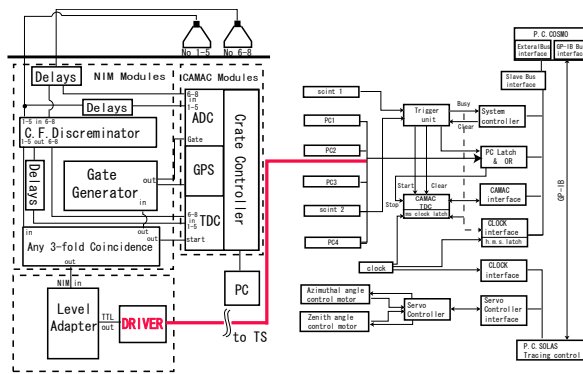 No 1-5
No 6-8
Delays
NIM Modules
CAMAC Modules
6-8
in
1-5
ADC
Delays
1-5 in 6-8
C.F.Discreminator
1-5 out 6-8
Gate
GPS
Crate Controller
Delays
Gate
Generator
out
in
out
6-8
in
1-5
TDC
in
out
start
Any 3-fold Coincidence
out
NIM in
Level
Adapter
TTL
out
DRIVER
PC
to TS
P.C.COSMO
ExteralBus
interface
GP-IB Bus
interface
Slave Bus
interface
scint 1
PC1
PC2
PC3
scint 2
PC4
clock
Trigger
unit
Busy
Clear
System
controller
PC Latch
& OR
Start
Clear
Stop
CAMAC
TDC
ms clock latch
CAMAC
interface
CLOCK
interface
h.m.s. latch
GP-IB
CLOCK
interface
Azimuthal angle
control motor
Zenith angle
control motor
Servo
Controller
Servo
Controller
interface
P.C.SOLAS
Tracing control